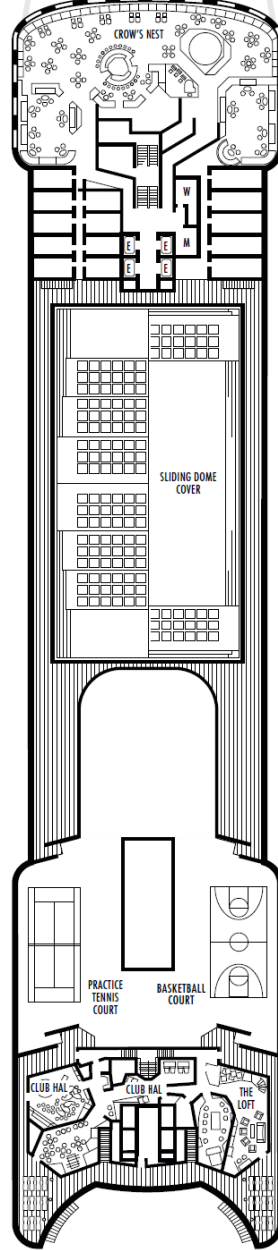 CROW'S NEST
W
M
E E
E E
SLIDING DOME
COVER
PRACTICE
TENNIS
COURT
BASKETBALL
COURT
CLUB HAL
CLUB HAL
THE
LOFT